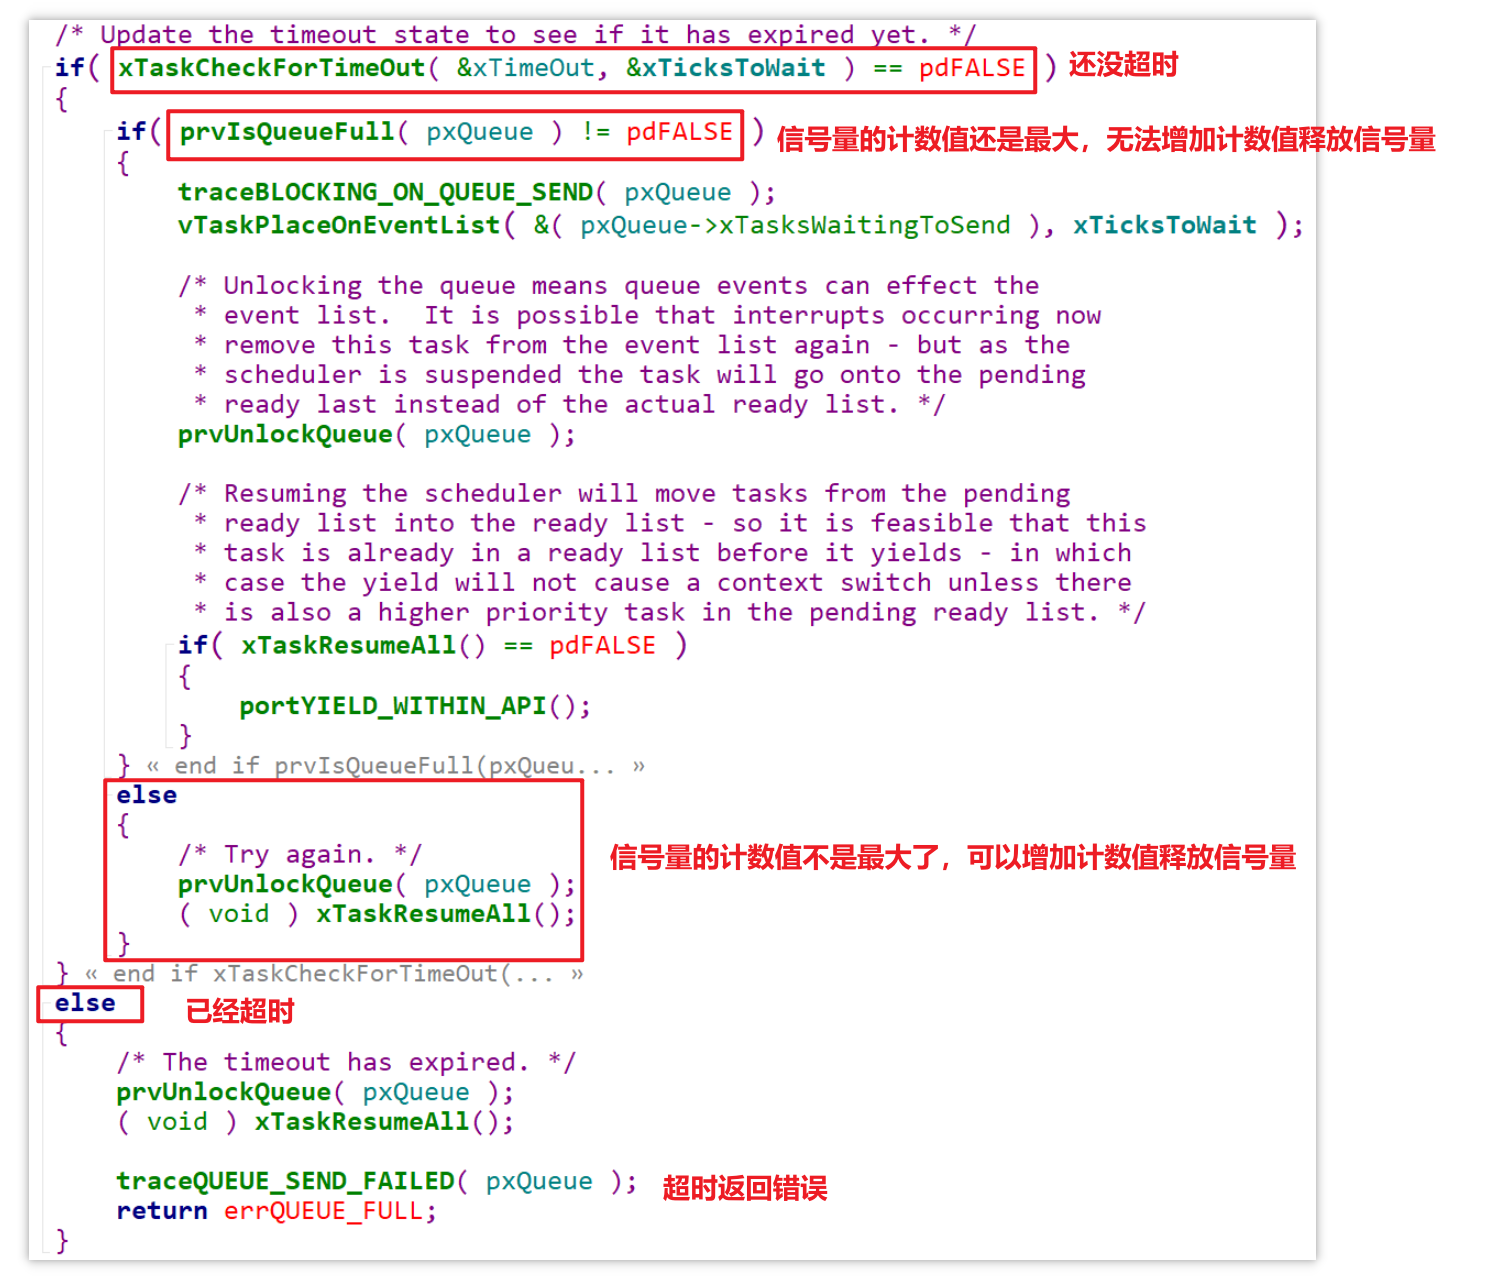 /* Update the timeout state to see if it has expired yet. */
if( xTaskCheckForTimeOut( &xTimeOut, &xTicksToWait ) == pdFALSE ) 还没超时
{
if( prvIsQueueFull( pxQueue ) != pdFALSE ) 信号量的计数值还是最大，无法增加计数值释放信号量
{
traceBLOCKING_ON_QUEUE_SEND( pxQueue );
vTaskPlaceOnEventList( &( pxQueue->xTasksWaitingToSend ), xTicksToWait );
/* Unlocking the queue means queue events can effect the
* event list.  It is possible that interrupts occurring now
* remove this task from the event list again - but as the
* scheduler is suspended the task will go onto the pending
* ready last instead of the actual ready list. */
prvUnlockQueue( pxQueue );
/* Resuming the scheduler will move tasks from the pending
* ready list into the ready list - so it is feasible that this
* task is already in a ready list before it yields - in which
* case the yield will not cause a context switch unless there
* is also a higher priority task in the pending ready list. */
if( xTaskResumeAll() == pdFALSE )
{
portYIELD_WITHIN_API();
}
} « end if prvIsQueueFull(pxQueu... »
else
{
/* Try again. */
prvUnlockQueue( pxQueue ); 信号量的计数值不是最大了，可以增加计数值释放信号量
( void ) xTaskResumeAll();
}
} « end if xTaskCheckForTimeOut(... »
else 已经超时
{
/* The timeout has expired. */
prvUnlockQueue( pxQueue );
( void ) xTaskResumeAll();
traceQUEUE_SEND_FAILED( pxQueue ); 超时返回错误
return errQUEUE_FULL;
}